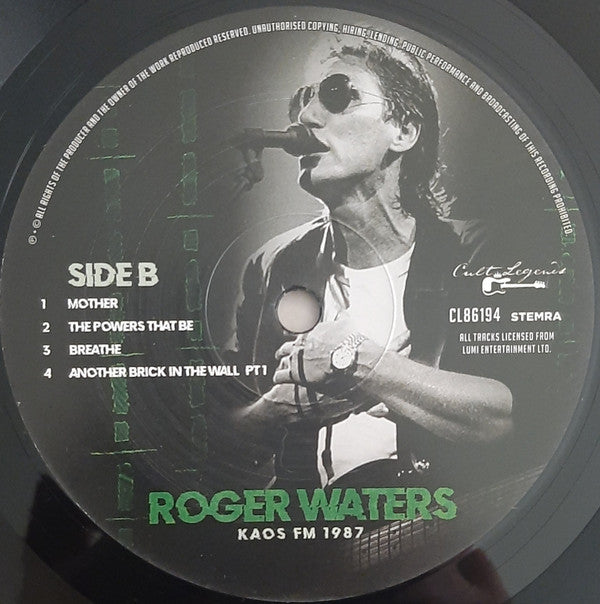 ℗ · © ALL RIGHTS OF THE PRODUCER AND THE OWNER OF THE WORK REPRODUCED RESERVED. UNAUTHORISED COPYING, HIRING, LENDING, PUBLIC PERFORMANCE AND BROADCASTING OF THIS RECORDING PROHIBITED.
SIDE B
1 MOTHER
2 THE POWERS THAT BE
3 BREATHE
4 ANOTHER BRICK IN THE WALL PT 1
Cult Legends
CL86194 STEMRA
ALL TRACKS LICENSED FROM
LUMI ENTERTAINMENT LTD.
ROGER WATERS
KAOS FM 1987